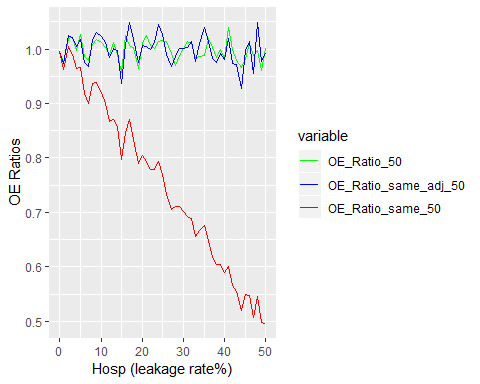 1.0
0.9
0.8
0.7
0.6
0.5
OE Ratios
0
10
20
30
40
50
Hosp (leakage rate%)
variable
OE_Ratio_50
OE_Ratio_same_adj_50
OE_Ratio_same_50